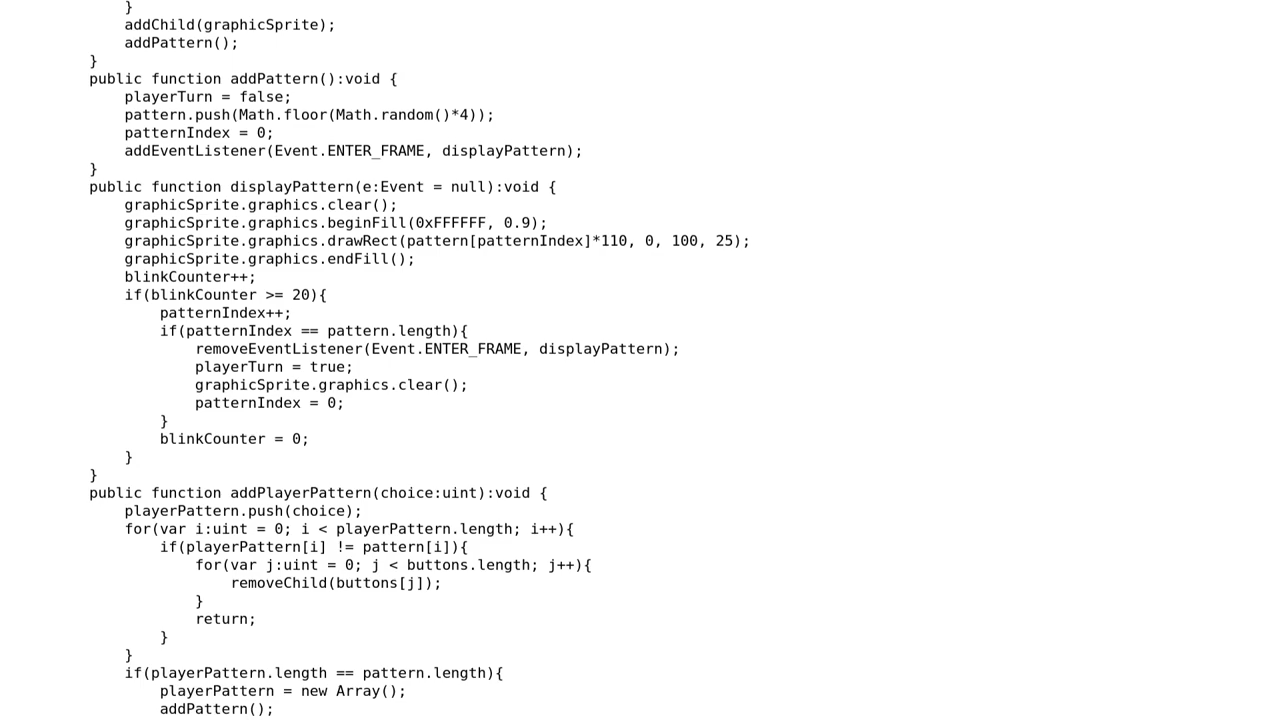 }
addChild(graphicSprite);
addPattern();
}
public function addPattern():void {
playerTurn = false;
pattern.push(Math.floor(Math.random()*4));
patternIndex = 0;
addEventListener(Event.ENTER_FRAME, displayPattern);
}
public function displayPattern(e:Event = null):void {
graphicSprite.graphics.clear();
graphicSprite.graphics.beginFill(0xFFFFFF, 0.9);
graphicSprite.graphics.drawRect(pattern[patternIndex]*110, 0, 100, 25);
graphicSprite.graphics.endFill();
blinkCounter++;
if(blinkCounter >= 20){
patternIndex++;
if(patternIndex == pattern.length){
removeEventListener(Event.ENTER_FRAME, displayPattern);
playerTurn = true;
graphicSprite.graphics.clear();
patternIndex = 0;
}
blinkCounter = 0;
}
}
public function addPlayerPattern(choice:uint):void {
playerPattern.push(choice);
for(var i:uint = 0; i < playerPattern.length; i++){
if(playerPattern[i] != pattern[i]){
for(var j:uint = 0; j < buttons.length; j++){
removeChild(buttons[j]);
}
return;
}
}
if(playerPattern.length == pattern.length){
playerPattern = new Array();
addPattern();